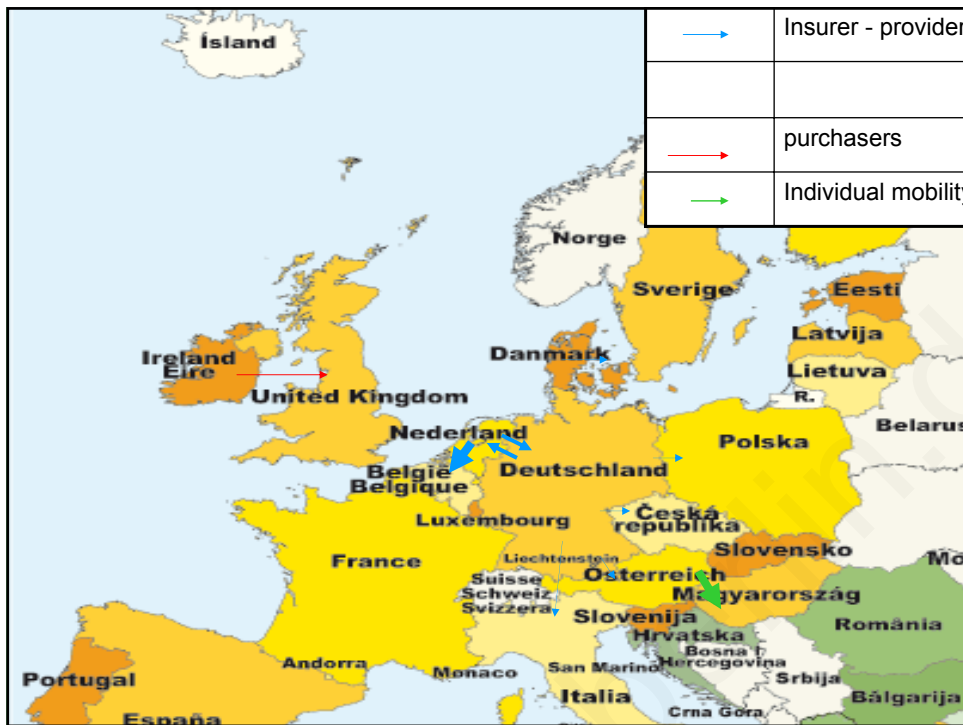 Ísland
Insurer - provider
purchasers
Individual mobility
Norge
Sverige
Eesti
Latvija
Lietuva
R.
Belarus
Danmark
Ireland
Éire
United Kingdom
Nederland
Polska
België
Belgique
Deutschland
Luxembourg
Česká
republika
France
Liechtenstein
Slovensko
Österreich
Suisse
Schweiz
Svizzera
Magyarország
Slovenija
Hrvatska
România
Bosna i
Hercegovina
Srbija
Andorra
Monaco
San Marino
Portugal
Italia
Crna Gora
Bălgarija
España